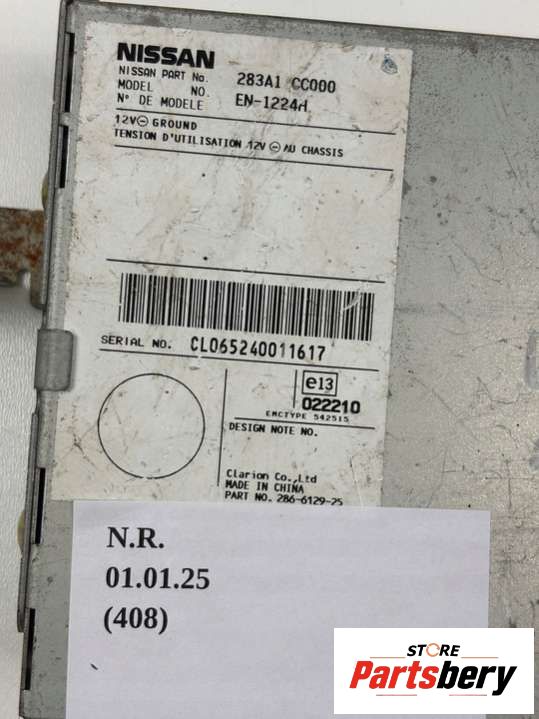 NISSAN
NISSAN PART No. 283A1 CC000
MODEL NO. EN-1224H
N° DE MODELE
12V⊖ GROUND
TENSION D'UTILISATION 12V ⊖ AU CHASSIS
SERIAL NO. CL065240011617
e13
022210
EMCTYPE 542515
DESIGN NOTE NO.
Clarion Co.,Ltd
MADE IN CHINA
PART NO. 286-6129-25
N.R.
01.01.25
(408)
STORE
Partsbery